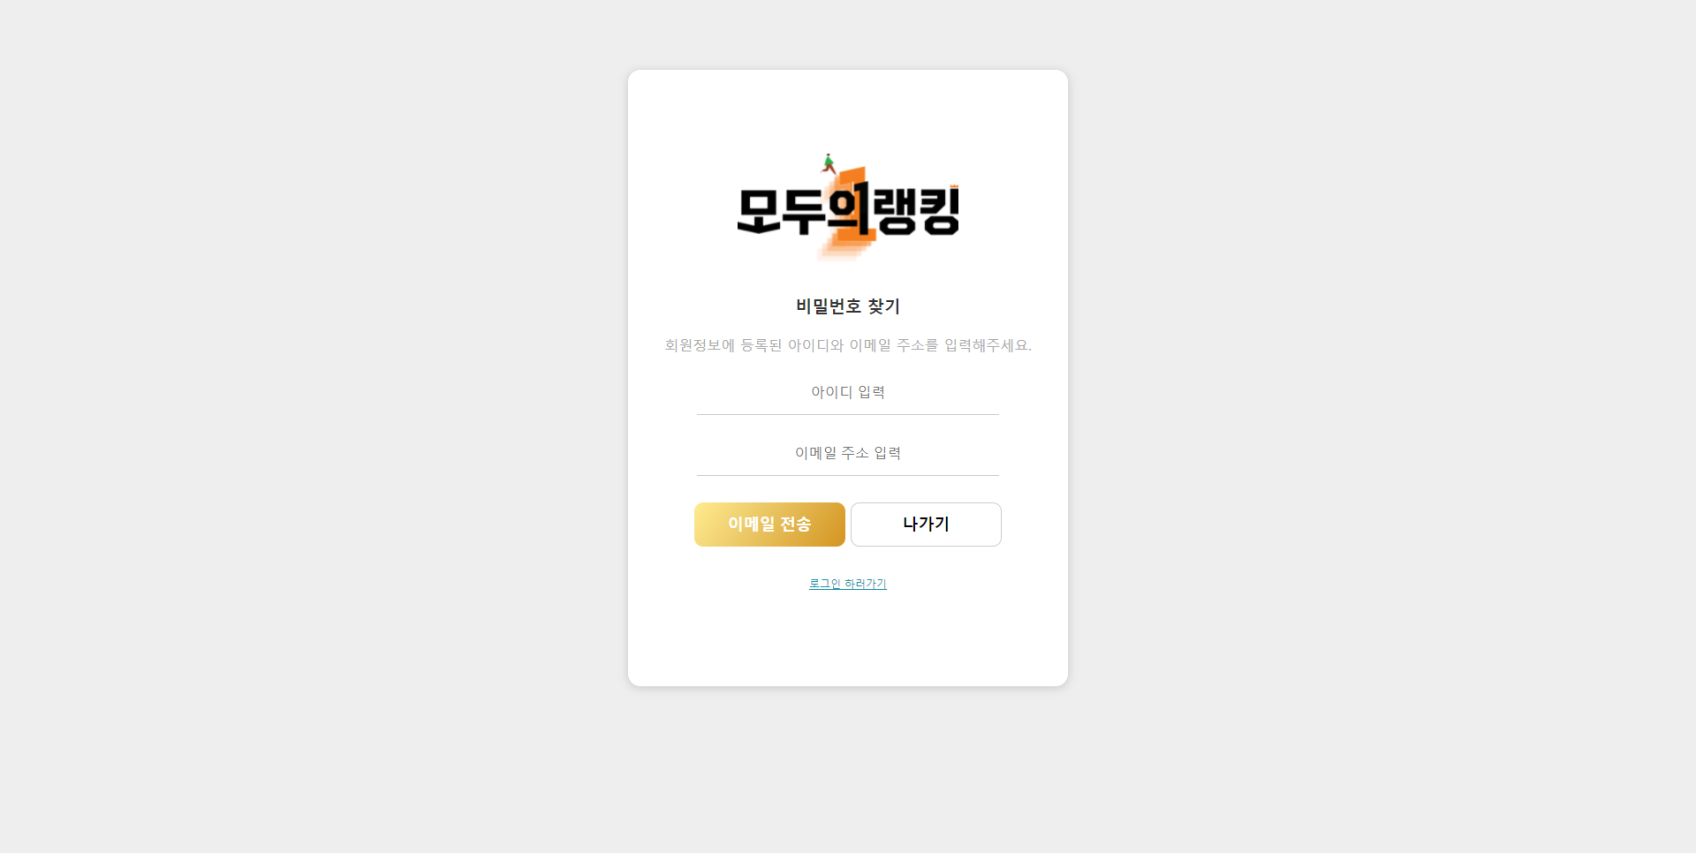 모두의랭킹
비밀번호 찾기
회원정보에 등록된 아이디와 이메일 주소를 입력해주세요.
아이디 입력
이메일 주소 입력
이메일 전송 나가기
로그인 하러가기